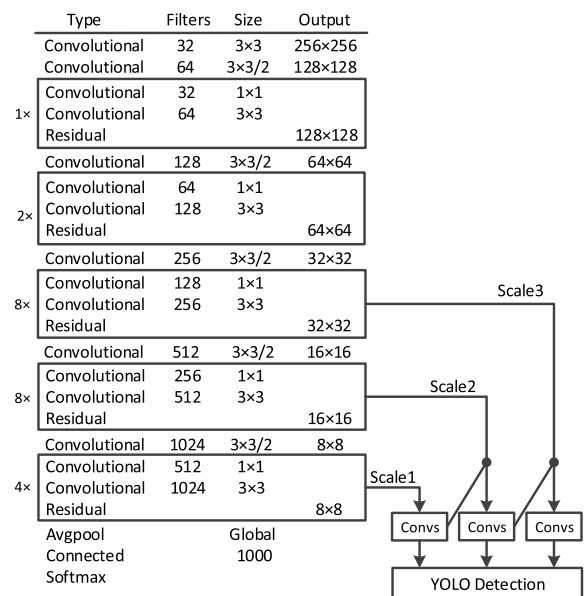 Type Filters Size Output
Convolutional 32 3×3 256×256
Convolutional 64 3×3/2 128×128
Convolutional 32 1×1
1× Convolutional 64 3×3
Residual 128×128
Convolutional 128 3×3/2 64×64
Convolutional 64 1×1
2× Convolutional 128 3×3
Residual 64×64
Convolutional 256 3×3/2 32×32
Convolutional 128 1×1
Scale3
8× Convolutional 256 3×3
Residual 32×32
Convolutional 512 3×3/2 16×16
Convolutional 256 1×1
Scale2
8× Convolutional 512 3×3
Residual 16×16
Convolutional 1024 3×3/2 8×8
Convolutional 512 1×1
Scale1
4× Convolutional 1024 3×3
Residual 8×8
Convs Convs Convs
Avgpool Global
Connected 1000
Softmax
YOLO Detection